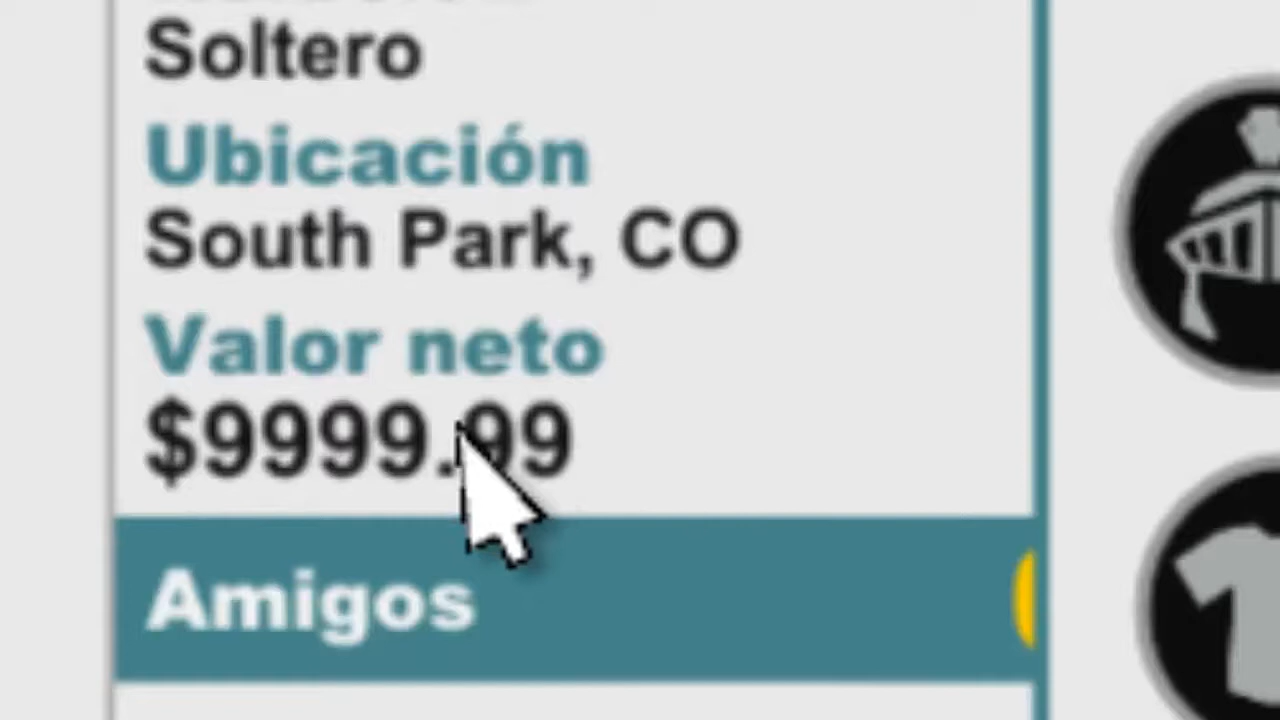 Soltero
Ubicación
South Park, CO
Valor neto
$9999.99
Amigos